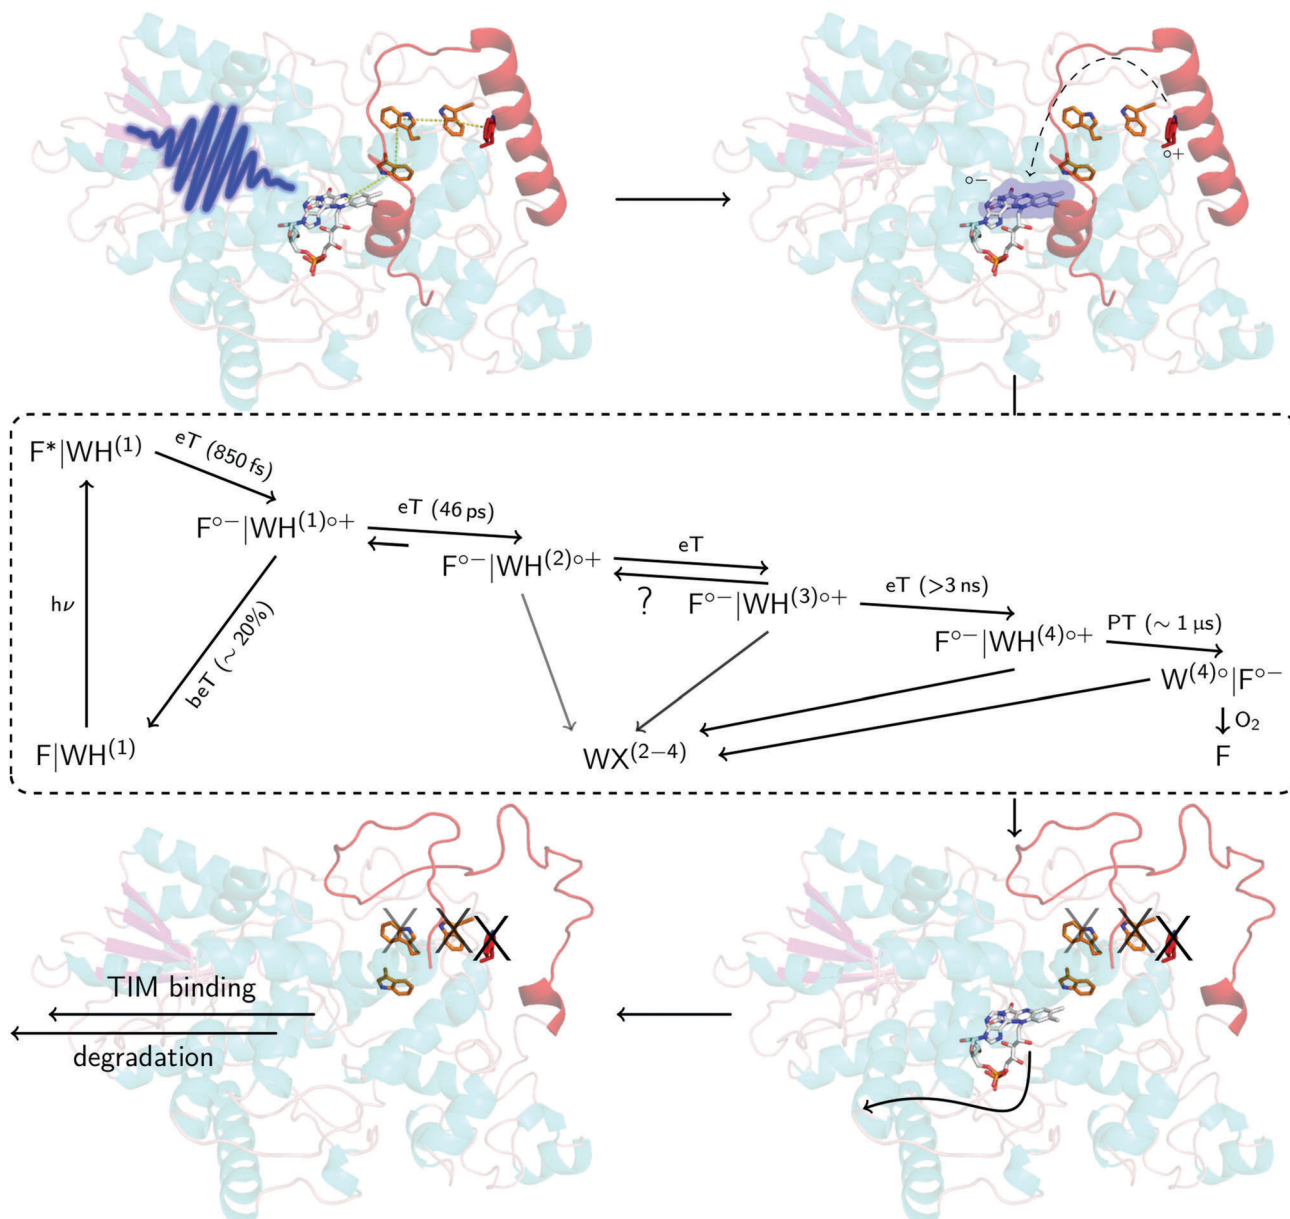 ∘+
∘−
F*|WH(1)
eT (850 fs)
F∘−|WH(1)∘+
eT (46 ps)
F∘−|WH(2)∘+
eT
?
F∘−|WH(3)∘+
eT (>3 ns)
F∘−|WH(4)∘+
PT (∼ 1 µs)
W(4)∘|F∘−
hν
beT (∼ 20%)
O2
F|WH(1)
WX(2−4)
F
TIM binding
degradation